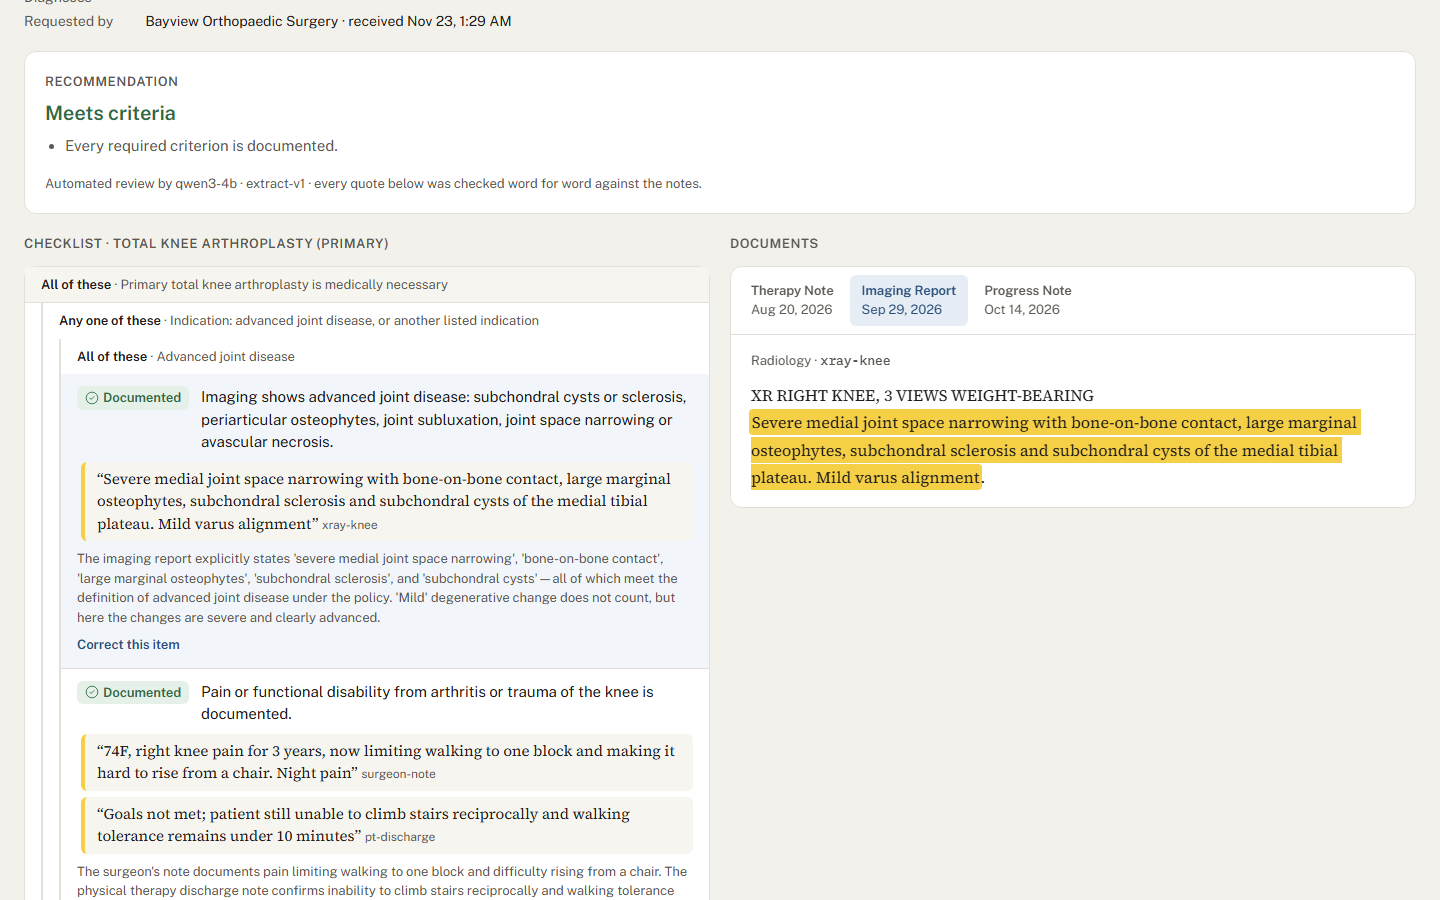 Requested by Bayview Orthopaedic Surgery · received Nov 23, 1:29 AM
RECOMMENDATION
Meets criteria
• Every required criterion is documented.
Automated review by qwen3-4b · extract-v1 · every quote below was checked word for word against the notes.
CHECKLIST · TOTAL KNEE ARTHROPLASTY (PRIMARY)
All of these · Primary total knee arthroplasty is medically necessary
Any one of these · Indication: advanced joint disease, or another listed indication
All of these · Advanced joint disease
Documented Imaging shows advanced joint disease: subchondral cysts or sclerosis,
periarticular osteophytes, joint subluxation, joint space narrowing or
avascular necrosis.
“Severe medial joint space narrowing with bone-on-bone contact, large marginal
osteophytes, subchondral sclerosis and subchondral cysts of the medial tibial
plateau. Mild varus alignment” xray-knee
The imaging report explicitly states 'severe medial joint space narrowing', 'bone-on-bone contact',
'large marginal osteophytes', 'subchondral sclerosis', and 'subchondral cysts'—all of which meet the
definition of advanced joint disease under the policy. 'Mild' degenerative change does not count, but
here the changes are severe and clearly advanced.
Correct this item
Documented Pain or functional disability from arthritis or trauma of the knee is
documented.
“74F, right knee pain for 3 years, now limiting walking to one block and making it
hard to rise from a chair. Night pain” surgeon-note
“Goals not met; patient still unable to climb stairs reciprocally and walking
tolerance remains under 10 minutes” pt-discharge
The surgeon's note documents pain limiting walking to one block and difficulty rising from a chair. The
physical therapy discharge note confirms inability to climb stairs reciprocally and walking tolerance
DOCUMENTS
Therapy Note Imaging Report Progress Note
Aug 20, 2026 Sep 29, 2026 Oct 14, 2026
Radiology · xray-knee
XR RIGHT KNEE, 3 VIEWS WEIGHT-BEARING
Severe medial joint space narrowing with bone-on-bone contact, large marginal
osteophytes, subchondral sclerosis and subchondral cysts of the medial tibial
plateau. Mild varus alignment.